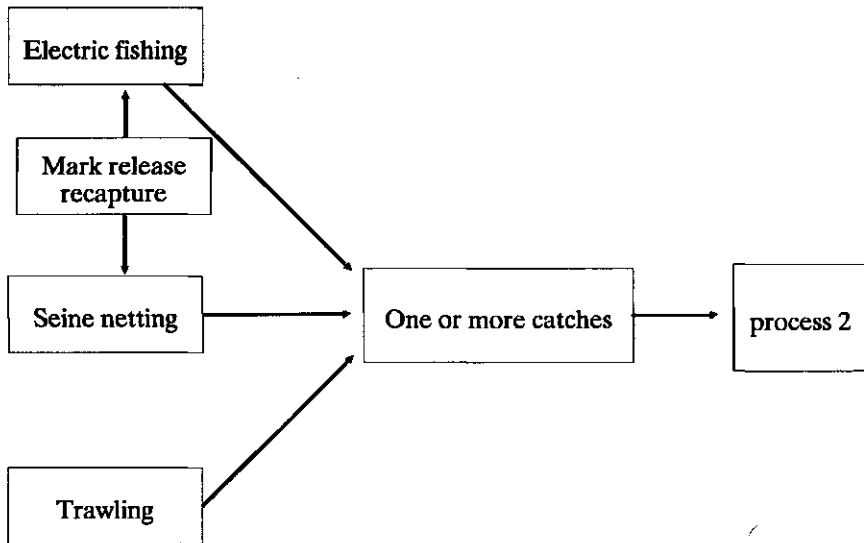 Electric fishing
Mark release
recapture
Seine netting
One or more catches
process 2
Trawling